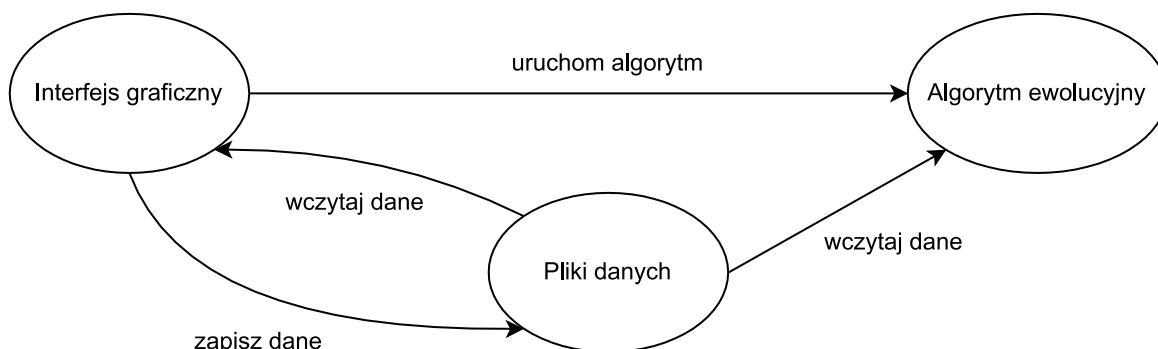 uruchom algorytm
Interfejs graficzny
Algorytm ewolucyjny
wczytaj dane
wczytaj dane
Pliki danych
zapisz dane